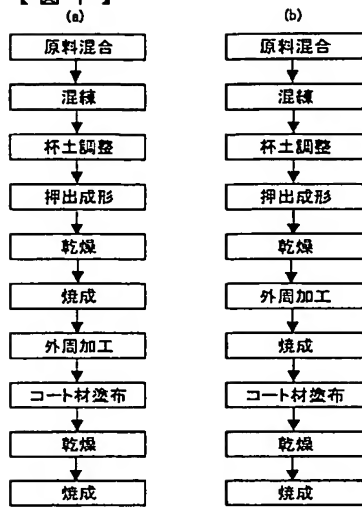 (a)
原料混合
混練
杯土調整
押出成形
乾燥
焼成
外周加工
コート材塗布
乾燥
焼成
(b)
原料混合
混練
杯土調整
押出成形
乾燥
外周加工
焼成
コート材塗布
乾燥
焼成